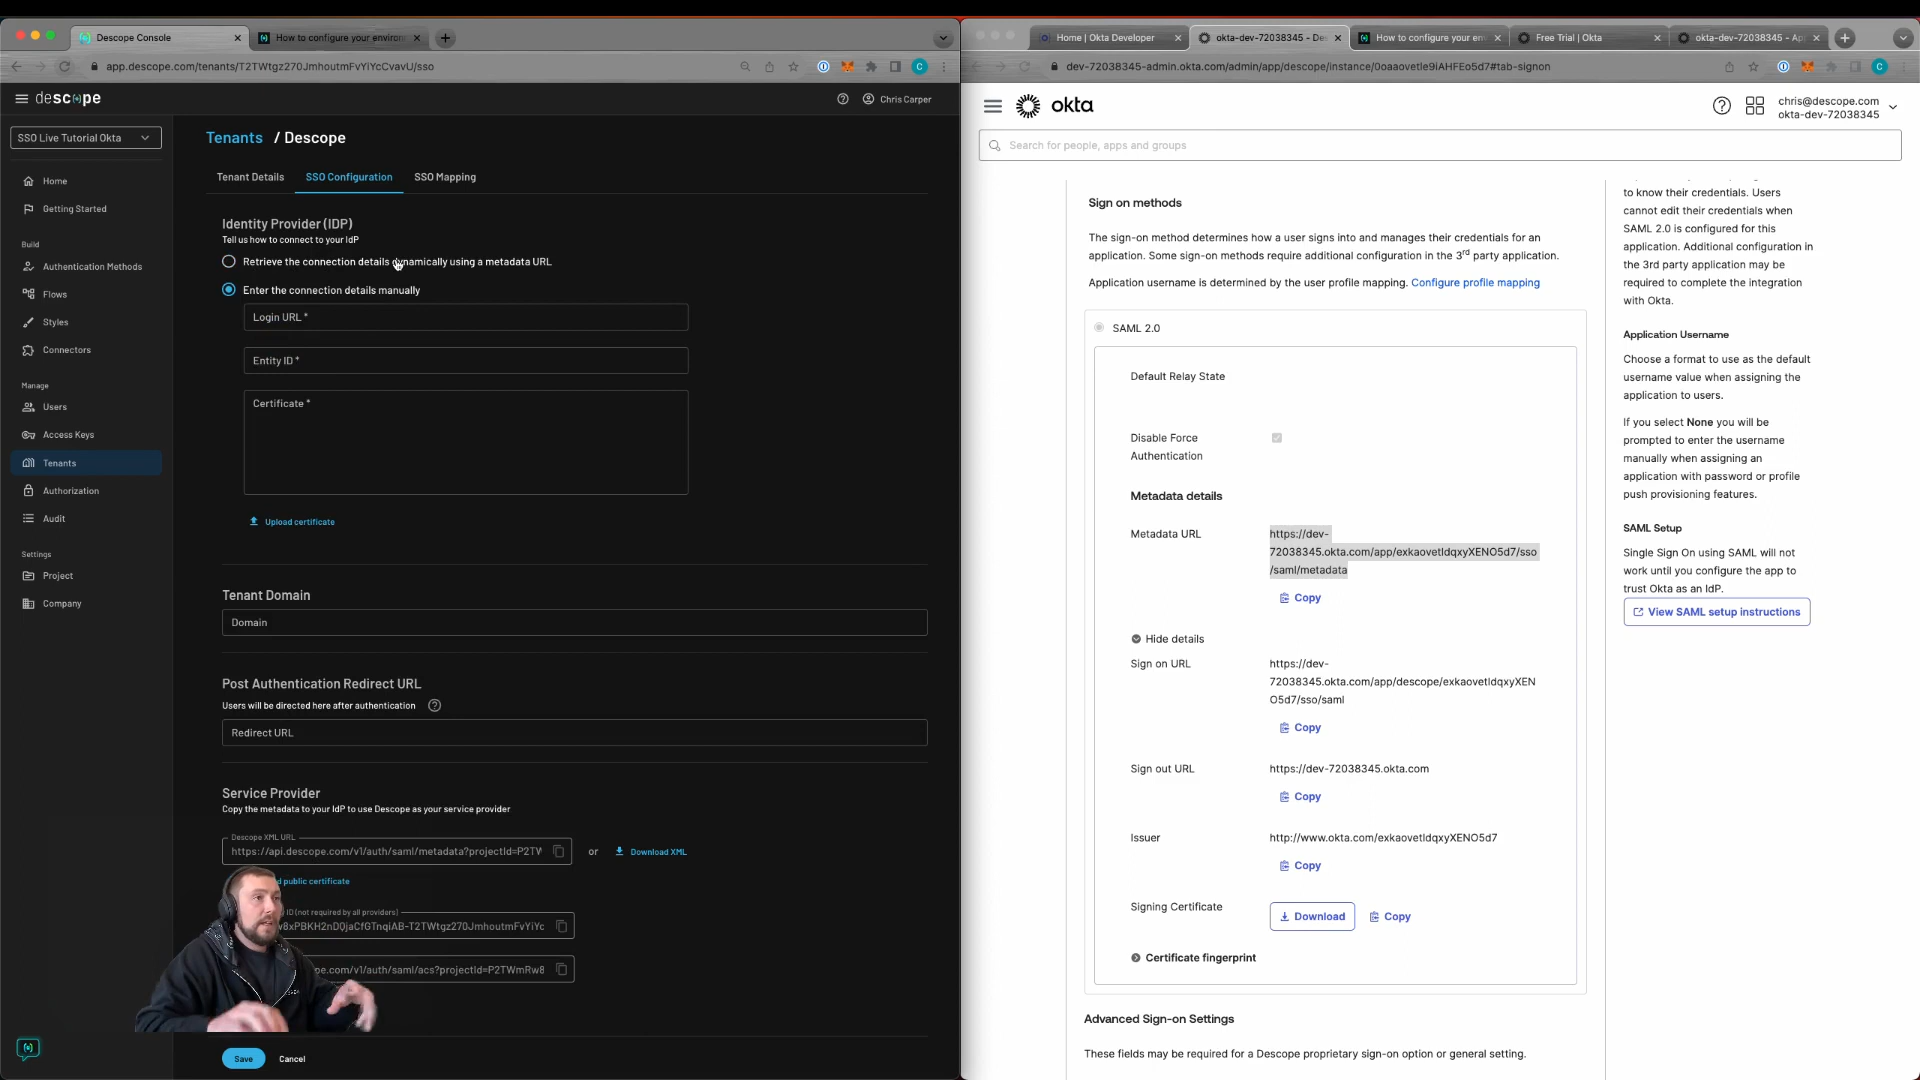 Descope Console
How to configure your environ
app.descope.com/tenants/T2TWtgz270JmhoutmFvYiYcCvavU/sso
descope
Chris Carper
SSO Live Tutorial Okta
Home
Getting Started
Build
Authentication Methods
Flows
Styles
Connectors
Manage
Users
Access Keys
Tenants
Authorization
Audit
Settings
Project
Company
Tenants / Descope
Tenant Details
SSO Configuration
SSO Mapping
Identity Provider (IDP)
Tell us how to connect to your IdP
Retrieve the connection details dynamically using a metadata URL
Enter the connection details manually
Login URL *
Entity ID *
Certificate *
Upload certificate
Tenant Domain
Domain
Post Authentication Redirect URL
Users will be directed here after authentication
Redirect URL
Service Provider
Copy the metadata to your IdP to use Descope as your service provider
Descope XML URL
https://api.descope.com/v1/auth/saml/metadata?projectId=P2TW
or
Download XML
d public certificate
ID (not required by all providers)
v8xPBKH2nDQjaCfGTnqiAB-T2TWtgz270JmhoutmFvYiYc
pe.com/v1/auth/saml/acs?projectId=P2TWmRw8
Save
Cancel
Home | Okta Developer
okta-dev-72038345 - De
How to configure your en
Free Trial | Okta
okta-dev-72038345 - Ap
dev-72038345-admin.okta.com/admin/app/descope/instance/0oaaovetle9iAHFEo5d7#tab-signon
okta
chris@descope.com
okta-dev-72038345
Search for people, apps and groups
Sign on methods
The sign-on method determines how a user signs into and manages their credentials for an
application. Some sign-on methods require additional configuration in the 3rd party application.
Application username is determined by the user profile mapping. Configure profile mapping
SAML 2.0
Default Relay State
Disable Force
Authentication
Metadata details
Metadata URL
https://dev-
72038345.okta.com/app/exkaovetldqxyXENO5d7/sso
/saml/metadata
Copy
Hide details
Sign on URL
https://dev-
72038345.okta.com/app/descope/exkaovetldqxyXEN
O5d7/sso/saml
Copy
Sign out URL
https://dev-72038345.okta.com
Copy
Issuer
http://www.okta.com/exkaovetldqxyXENO5d7
Copy
Signing Certificate
Download
Copy
Certificate fingerprint
Advanced Sign-on Settings
These fields may be required for a Descope proprietary sign-on option or general setting.
to know their credentials. Users
cannot edit their credentials when
SAML 2.0 is configured for this
application. Additional configuration in
the 3rd party application may be
required to complete the integration
with Okta.
Application Username
Choose a format to use as the default
username value when assigning the
application to users.
If you select None you will be
prompted to enter the username
manually when assigning an
application with password or profile
push provisioning features.
SAML Setup
Single Sign On using SAML will not
work until you configure the app to
trust Okta as an IdP.
View SAML setup instructions